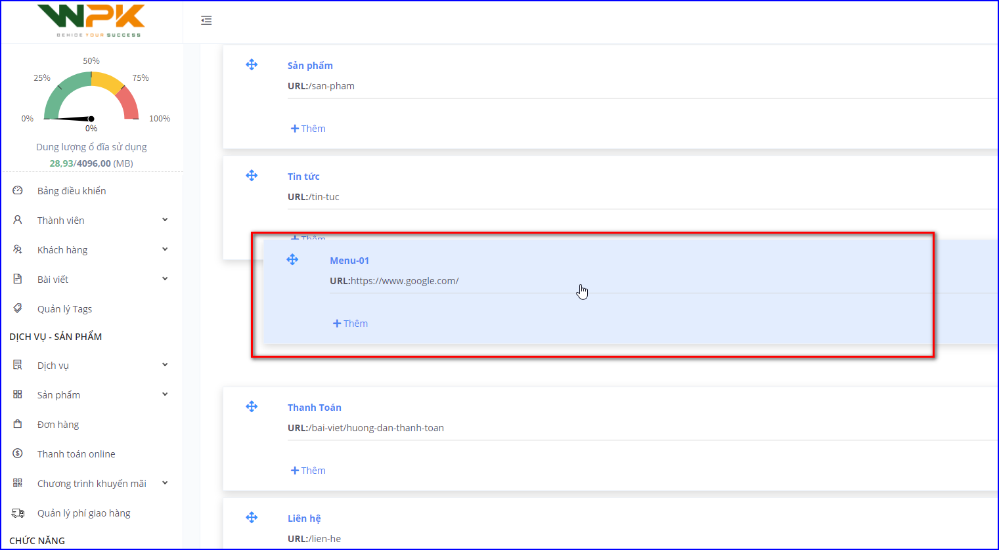 WPK
BEHIDE YOUR SUCCESS
50%
25%
75%
0%
100%
0%
Dung lượng ổ đĩa sử dụng
28,93/4096,00 (MB)
Bảng điều khiển
Thành viên
Khách hàng
Bài viết
Quản lý Tags
DỊCH VỤ - SẢN PHẨM
Dịch vụ
Sản phẩm
Đơn hàng
Thanh toán online
Chương trình khuyến mãi
Quản lý phí giao hàng
CHỨC NĂNG
Sản phẩm
URL:/san-pham
Thêm
Tin tức
URL:/tin-tuc
Thêm
Menu-01
URL:https://www.google.com/
Thêm
Thanh Toán
URL:/bai-viet/huong-dan-thanh-toan
Thêm
Liên hệ
URL:/lien-he